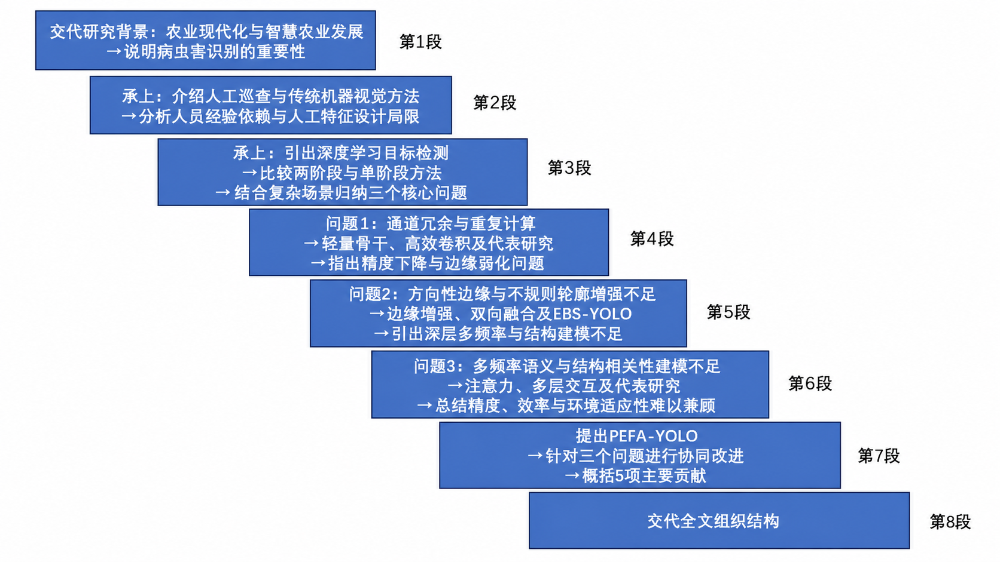 交代研究背景：农业现代化与智慧农业发展
→说明病虫害识别的重要性
第1段
承上：介绍人工巡查与传统机器视觉方法
→分析人员经验依赖与人工特征设计局限
第2段
承上：引出深度学习目标检测
→比较两阶段与单阶段方法
→结合复杂场景归纳三个核心问题
第3段
问题1：通道冗余与重复计算
→轻量骨干、高效卷积及代表研究
→指出精度下降与边缘弱化问题
第4段
问题2：方向性边缘与不规则轮廓增强不足
→边缘增强、双向融合及EBS-YOLO
→引出深层多频率与结构建模不足
第5段
问题3：多频率语义与结构相关性建模不足
→注意力、多层交互及代表研究
→总结精度、效率与环境适应性难以兼顾
第6段
提出PEFA-YOLO
→针对三个问题进行协同改进
→概括5项主要贡献
第7段
交代全文组织结构
第8段